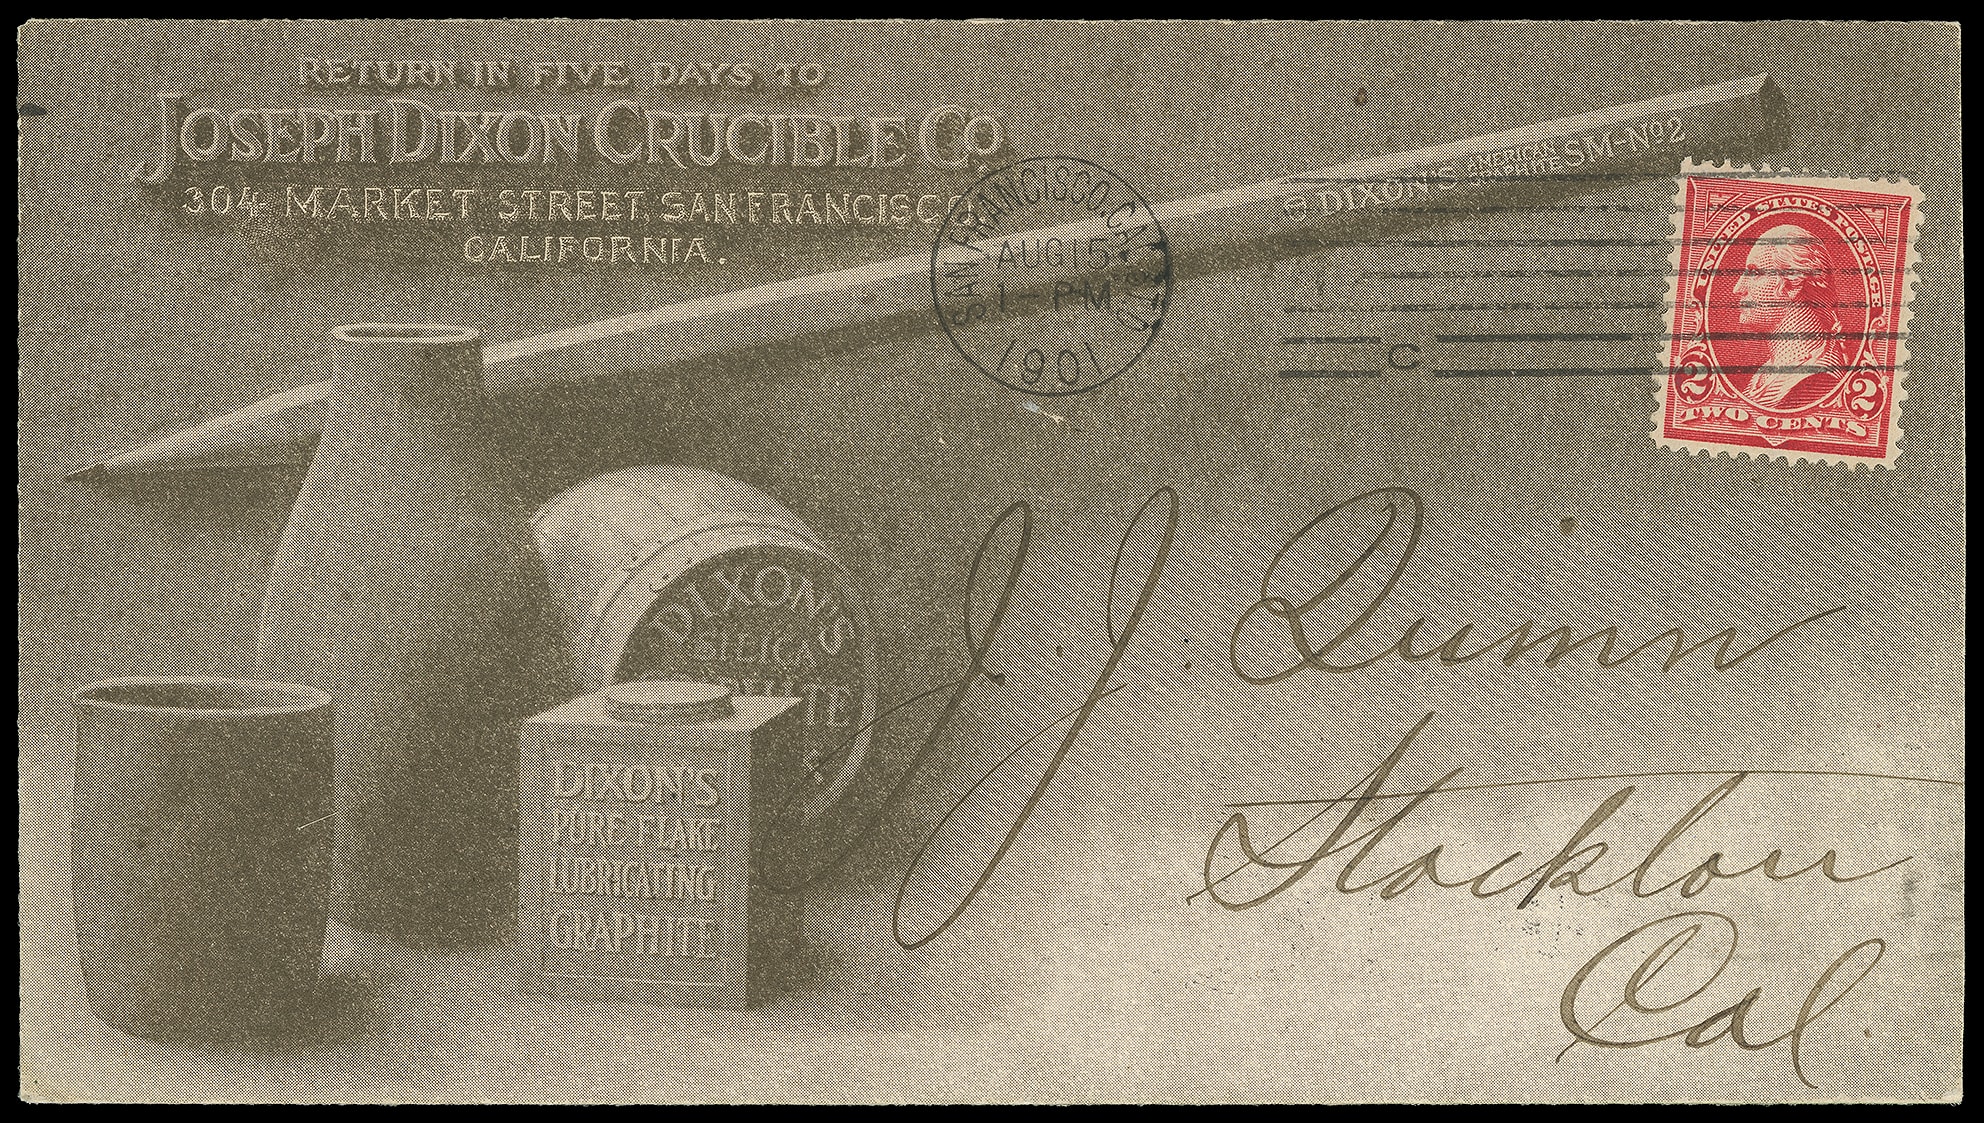 RETURN IN FIVE DAYS TO
JOSEPH DIXON CRUCIBLE CO
304 MARKET STREET, SAN FRANCISCO
CALIFORNIA.
DIXON'S AMERICAN GRAPHITE SM-No2
SAN FRANCISCO, CAL.
AUG 15
1-PM
1901
C
UNITED STATES POSTAGE
2 2
TWO CENTS
DIXON'S
DIXON'S
PURE FLAKE
LUBRICATING
GRAPHITE
J. J. Quinn
Stockton
Cal.